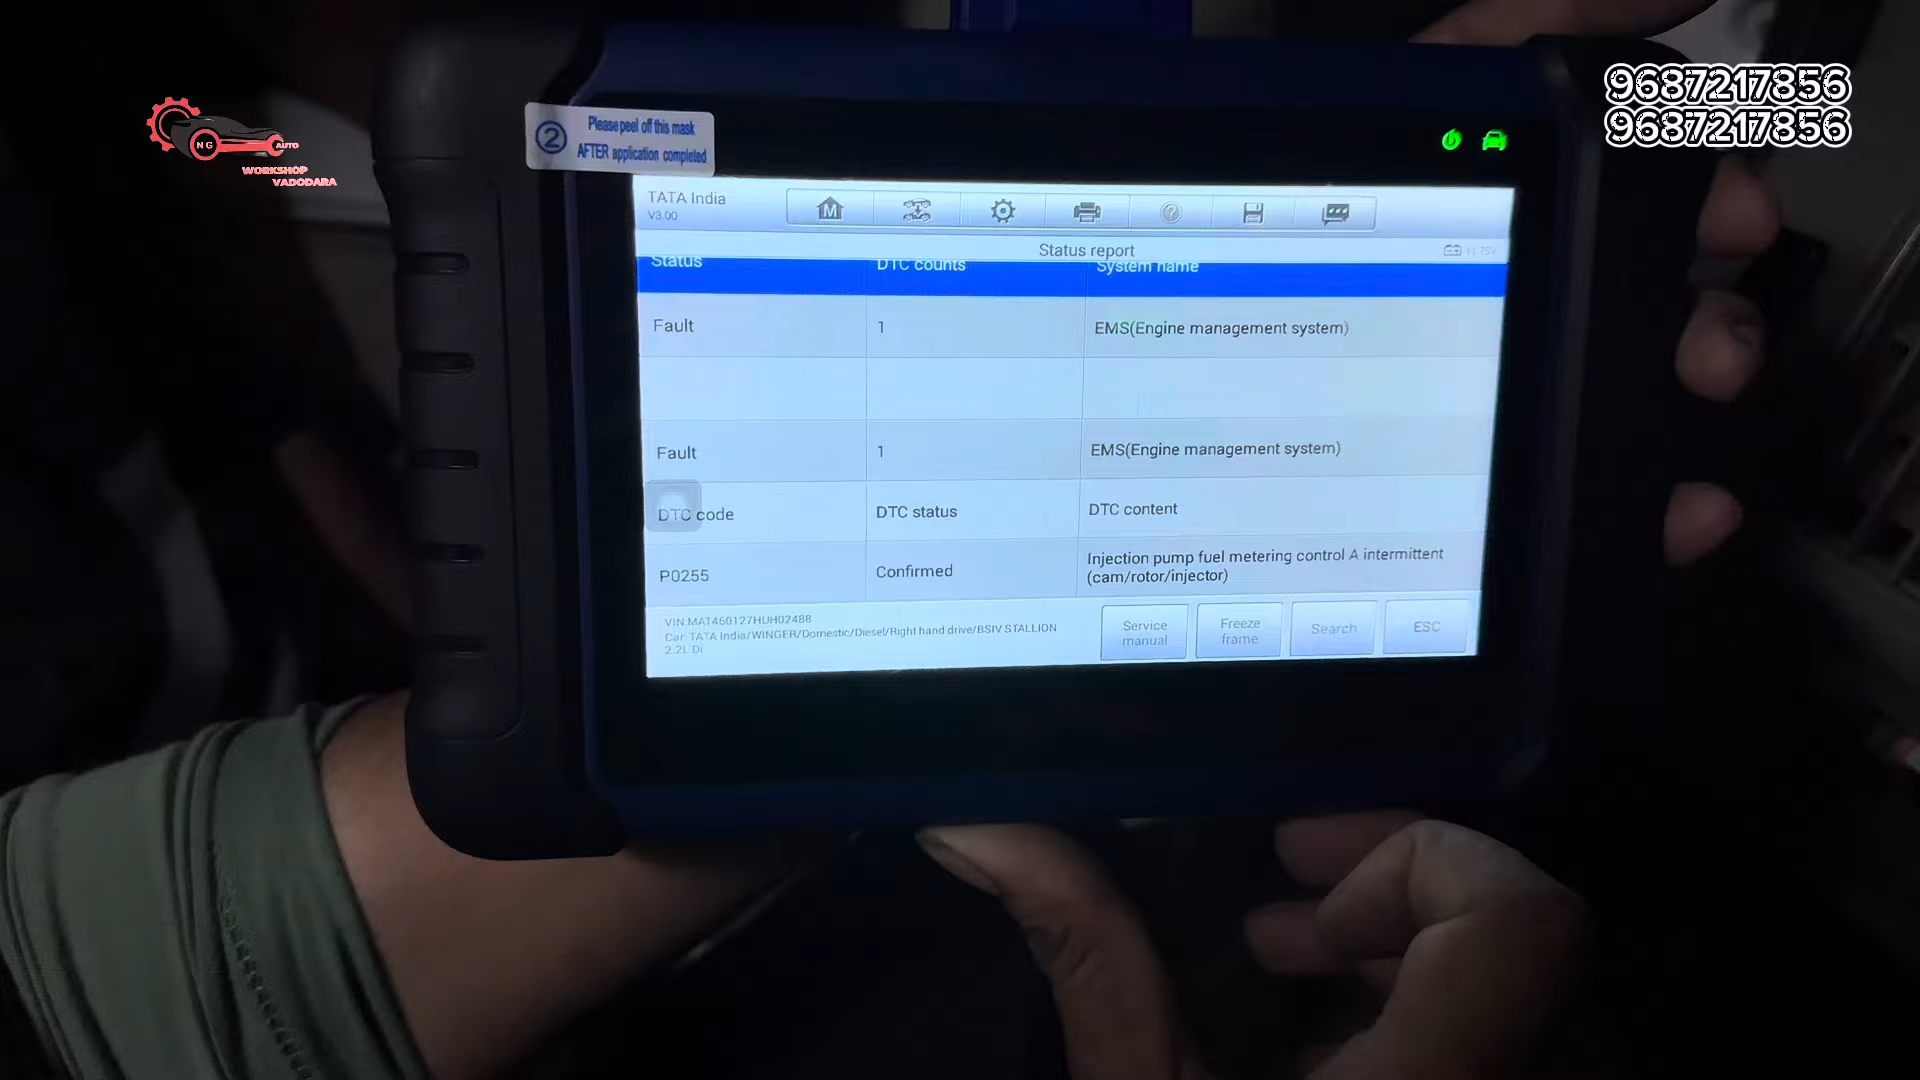 9687217856
9687217856
NG
AUTO
WORKSHOP
VADODARA
2
Please peel off this mask
AFTER application completed
TATA India
V3.00
M
?
Status report
11.75V
Status DTC counts System name
Fault 1 EMS(Engine management system)
Fault 1 EMS(Engine management system)
DTC code DTC status DTC content
P0255 Confirmed Injection pump fuel metering control A intermittent
(cam/rotor/injector)
VIN:MAT460127HUH02488
Car: TATA India/WINGER/Domestic/Diesel/Right hand drive/BSIV STALLION
2.2L Di
Service
manual
Freeze
frame
Search
ESC